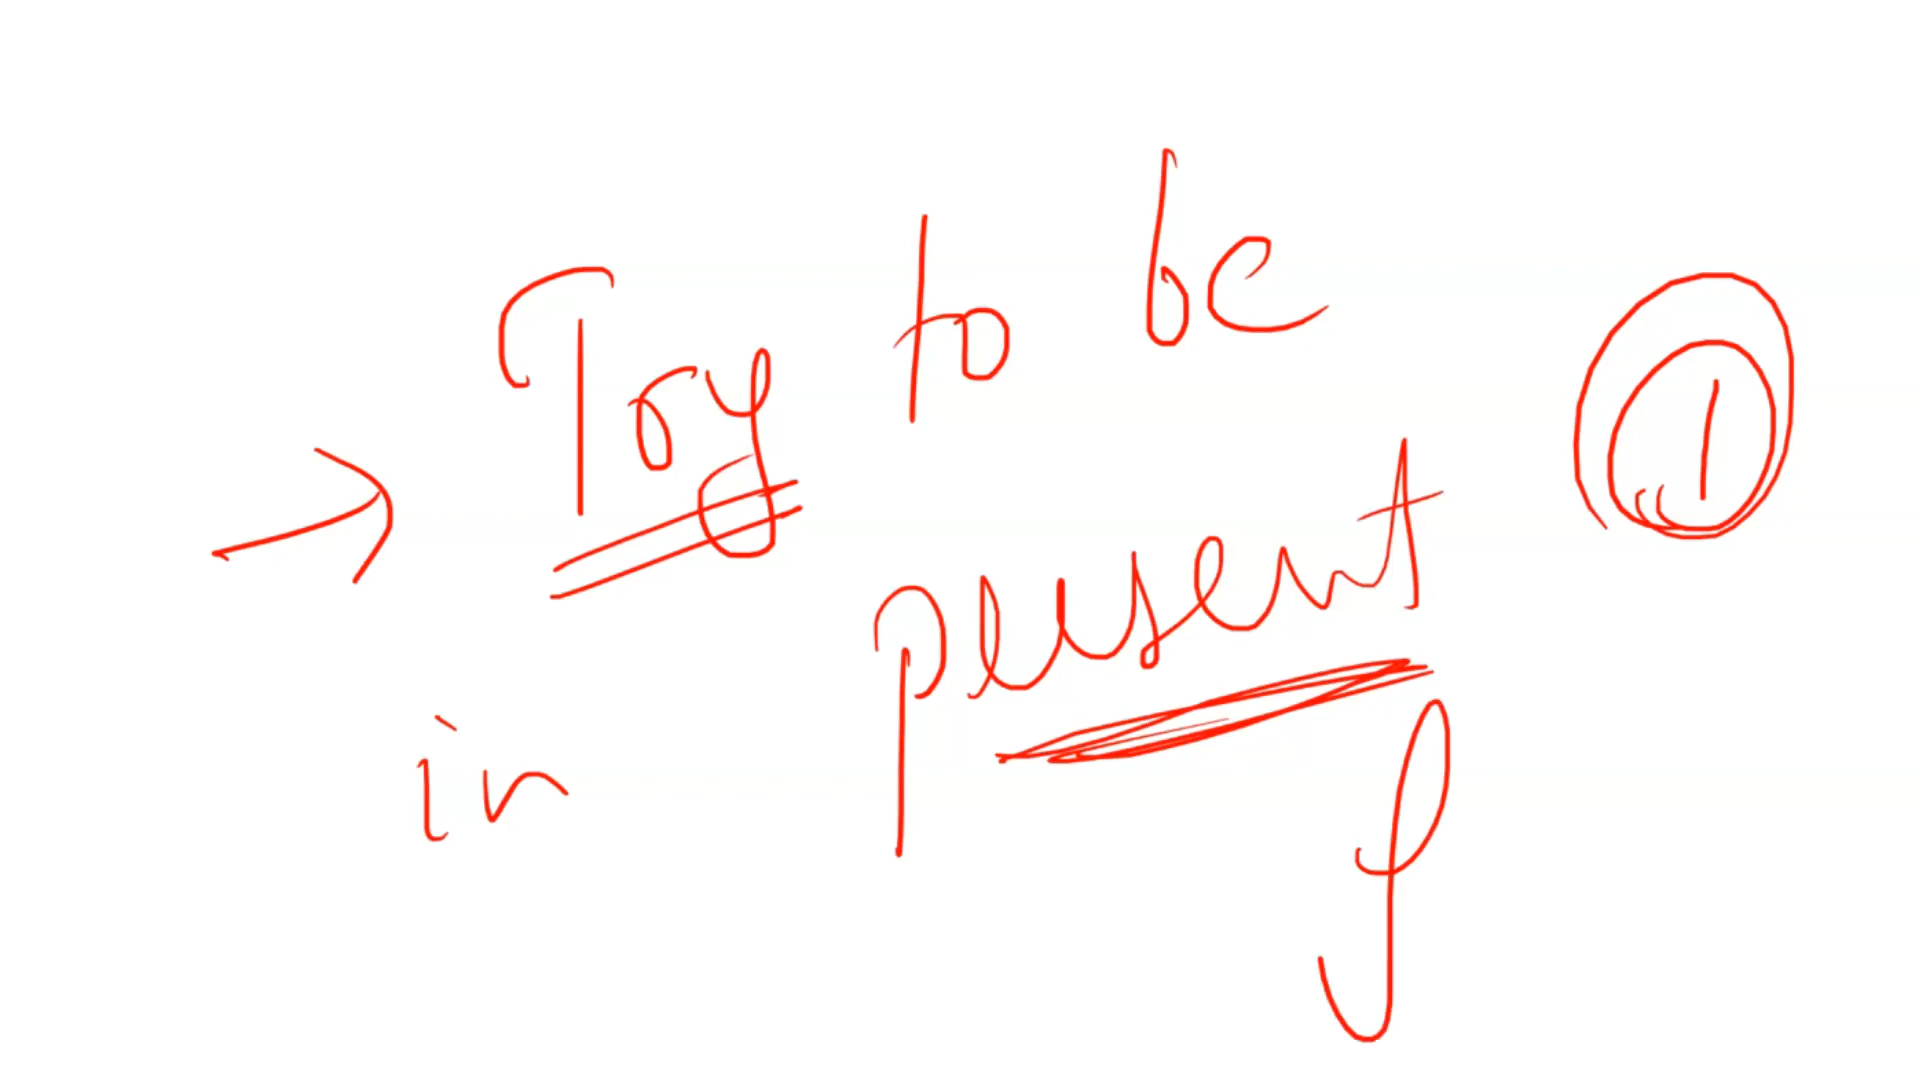 → Try to be
in present
①